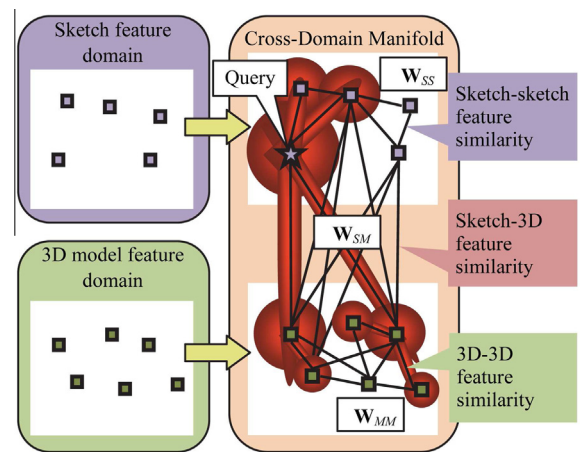 Sketch feature
domain
Cross-Domain Manifold
Query
W_SS
Sketch-sketch
feature
similarity
W_SM
Sketch-3D
feature
similarity
3D model feature
domain
3D-3D
feature
similarity
W_MM